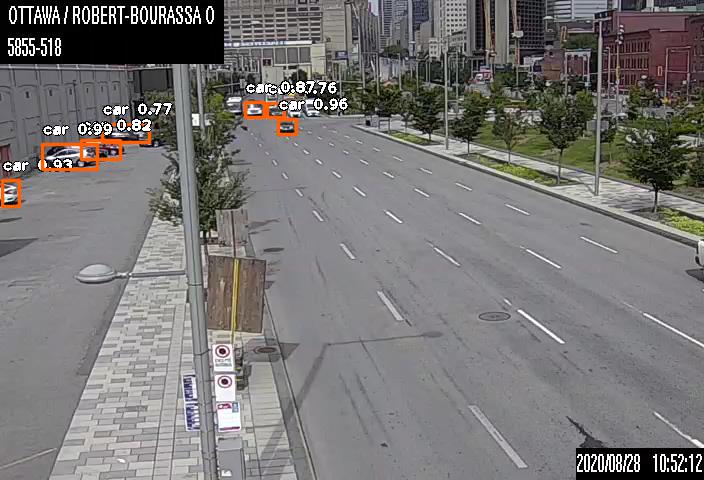 OTTAWA / ROBERT-BOURASSA O
5855-518
car 0.76
car 0.87
car 0.96
car 0.77
car 0.82
car 0.99
car 0.93
2020/08/28 10:52:12